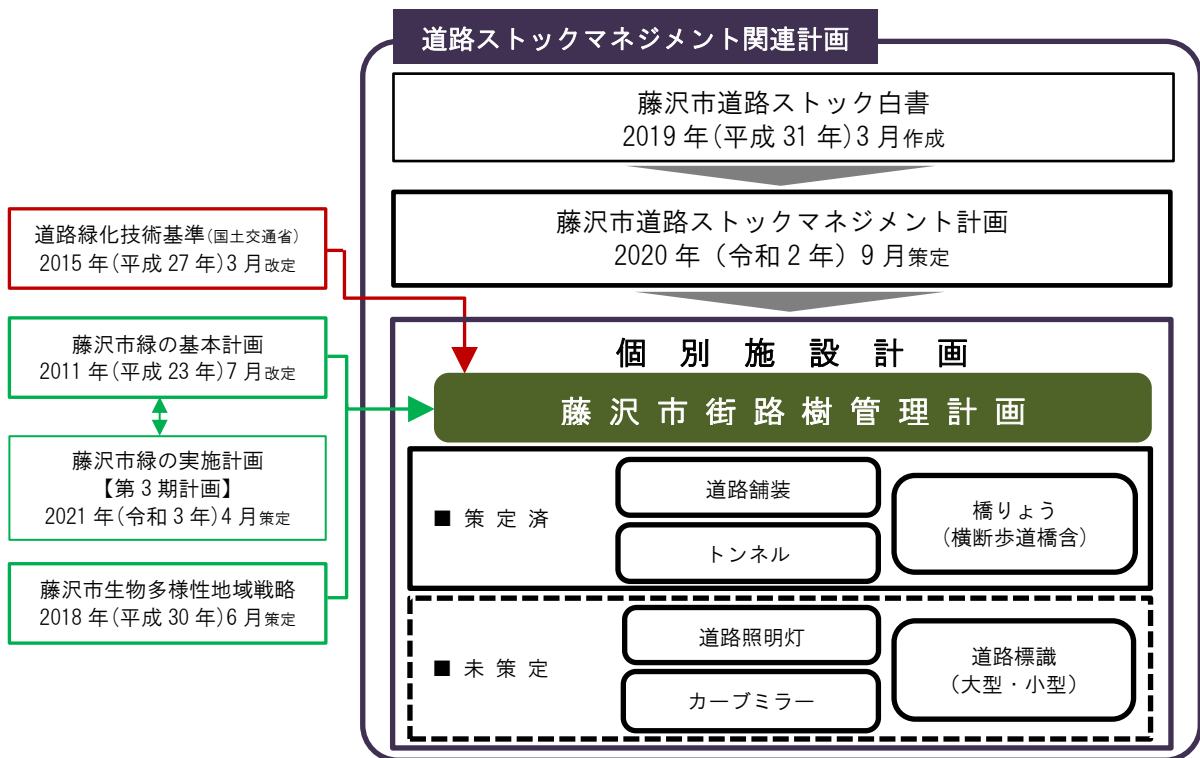 道路ストックマネジメント関連計画
藤沢市道路ストック白書
2019年(平成31年)3月作成
藤沢市道路ストックマネジメント計画
2020年（令和2年）9月策定
道路緑化技術基準(国土交通省)
2015年(平成27年)3月改定
藤沢市緑の基本計画
2011年(平成23年)7月改定
藤沢市緑の実施計画
【第3期計画】
2021年(令和3年)4月策定
藤沢市生物多様性地域戦略
2018年(平成30年)6月策定
個別施設計画
藤沢市街路樹管理計画
■ 策定済
道路舗装
トンネル
橋りょう
(横断歩道橋含)
■ 未策定
道路照明灯
カーブミラー
道路標識
(大型・小型)